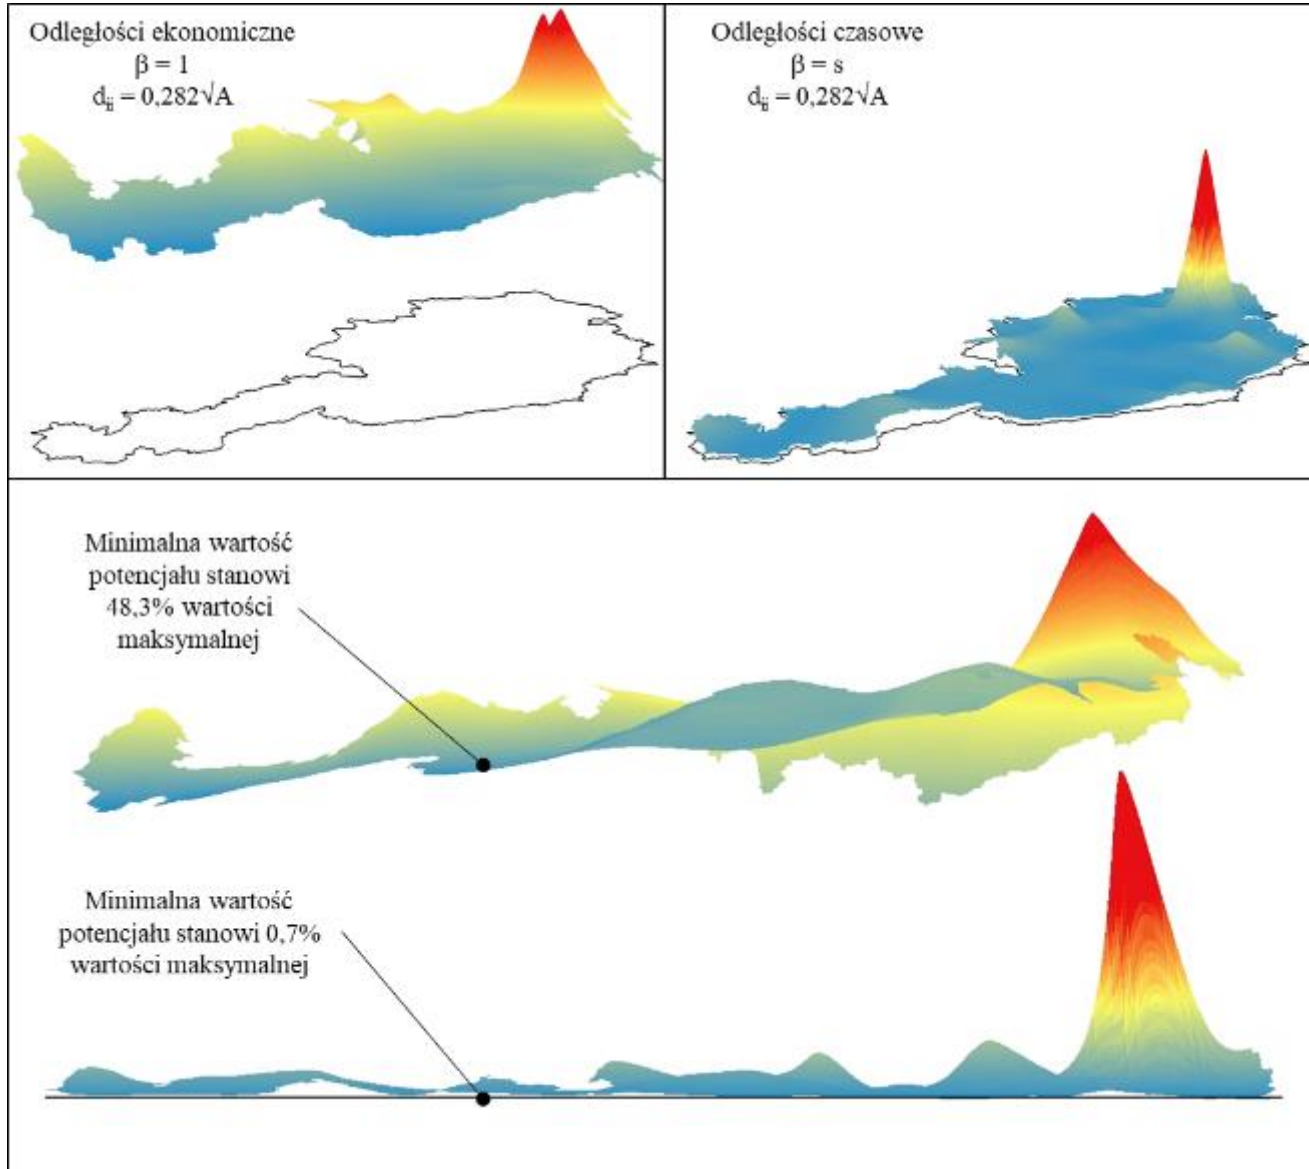 Odległości ekonomiczne
β = 1
dᵢᵢ = 0,282√A
Odległości czasowe
β = s
dᵢᵢ = 0,282√A
Minimalna wartość
potencjału stanowi
48,3% wartości
maksymalnej
Minimalna wartość
potencjału stanowi 0,7%
wartości maksymalnej